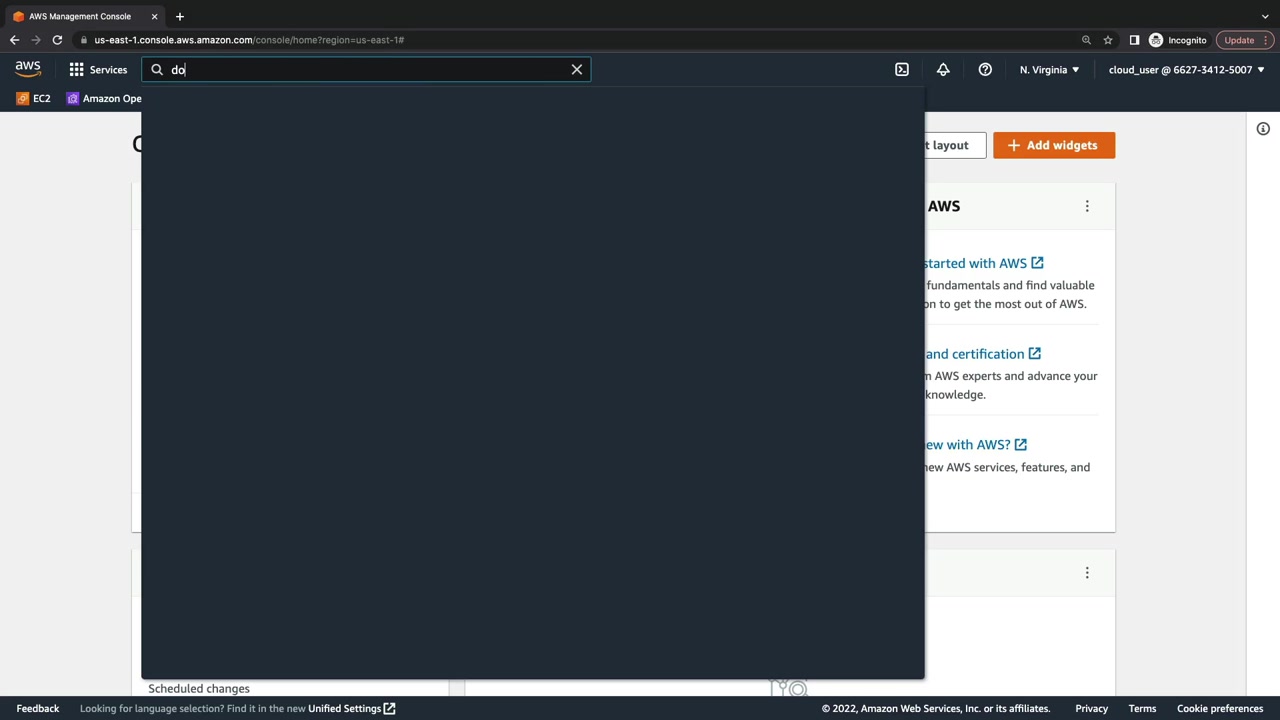 AWS Management Console
us-east-1.console.aws.amazon.com/console/home?region=us-east-1#
Incognito
Update
aws
Services
do
N. Virginia
cloud_user @ 6627-3412-5007
EC2
Amazon Ope
t layout
Add widgets
AWS
started with AWS
fundamentals and find valuable
on to get the most out of AWS.
and certification
m AWS experts and advance your
knowledge.
ew with AWS?
new AWS services, features, and
Scheduled changes
Feedback
Looking for language selection? Find it in the new Unified Settings
© 2022, Amazon Web Services, Inc. or its affiliates.
Privacy
Terms
Cookie preferences